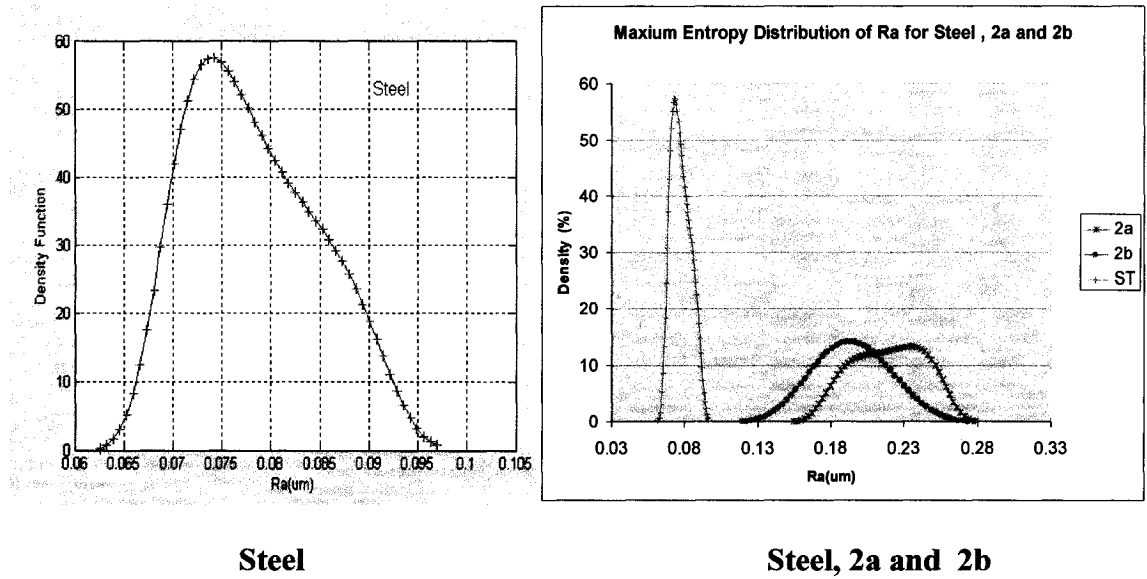 60
50
40
30
20
10
0
Density Function
Steel
0.06 0.065 0.07 0.075 0.08 0.085 0.09 0.095 0.1 0.105
Ra(um)
Maxium Entropy Distribution of Ra for Steel , 2a and 2b
60
50
40
30
20
10
0
Density (%)
0.03 0.08 0.13 0.18 0.23 0.28 0.33
Ra(um)
2a
2b
ST
Steel
Steel, 2a and 2b